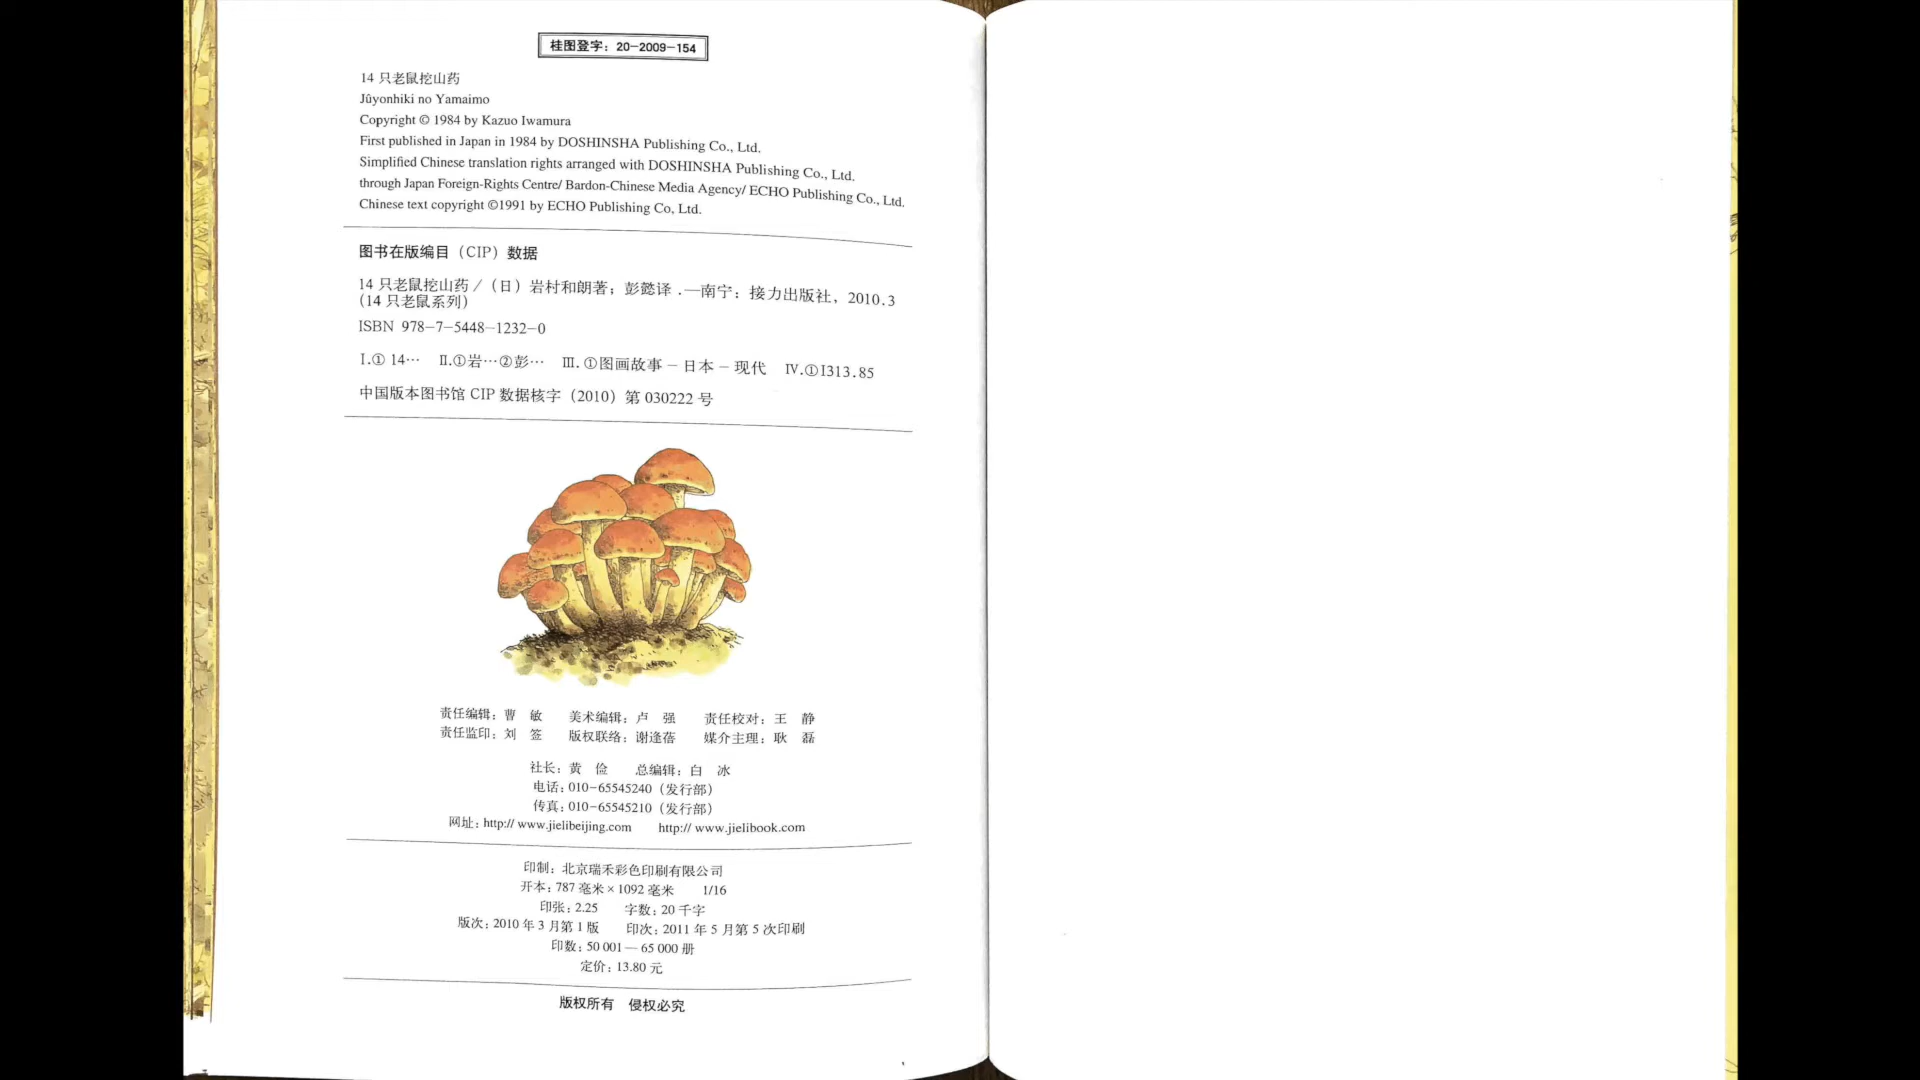 桂图登字：20-2009-154
14 只老鼠挖山药
Jûyonhiki no Yamaimo
Copyright © 1984 by Kazuo Iwamura
First published in Japan in 1984 by DOSHINSHA Publishing Co., Ltd.
Simplified Chinese translation rights arranged with DOSHINSHA Publishing Co., Ltd.
through Japan Foreign-Rights Centre/ Bardon-Chinese Media Agency/ ECHO Publishing Co., Ltd.
Chinese text copyright ©1991 by ECHO Publishing Co, Ltd.
图书在版编目（CIP）数据
14 只老鼠挖山药／（日）岩村和朗著；彭懿译 .—南宁：接力出版社，2010.3
（14 只老鼠系列）
ISBN 978-7-5448-1232-0
Ⅰ.① 14… Ⅱ.①岩…②彭… Ⅲ.①图画故事－日本－现代 Ⅳ.①I313.85
中国版本图书馆 CIP 数据核字（2010）第 030222 号
责任编辑：曹 敏 美术编辑：卢 强 责任校对：王 静
责任监印：刘 签 版权联络：谢逢蓓 媒介主理：耿 磊
社长：黄 俭 总编辑：白 冰
电话：010-65545240（发行部）
传真：010-65545210（发行部）
网址：http:// www.jielibeijing.com http:// www.jielibook.com
印制：北京瑞禾彩色印刷有限公司
开本：787 毫米×1092 毫米 1/16
印张：2.25 字数：20 千字
版次：2010 年 3 月第 1 版 印次：2011 年 5 月第 5 次印刷
印数：50 001—65 000 册
定价：13.80 元
版权所有 侵权必究